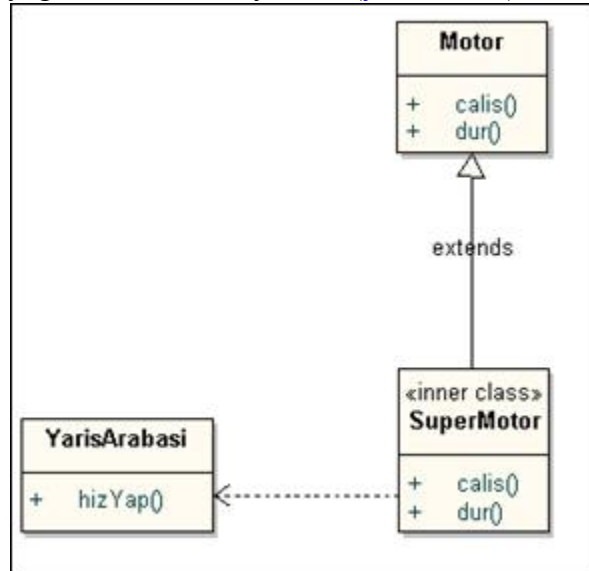 Motor
+ calis()
+ dur()
extends
«inner class»
SuperMotor
+ calis()
+ dur()
YarisArabasi
+ hizYap()